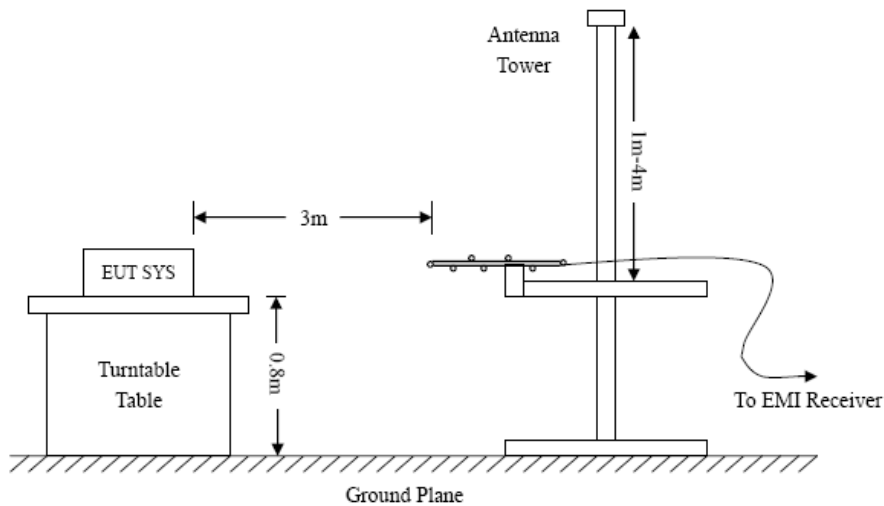 Antenna
Tower
1m-4m
3m
EUT SYS
0.8m
Turntable
Table
To EMI Receiver
Ground Plane